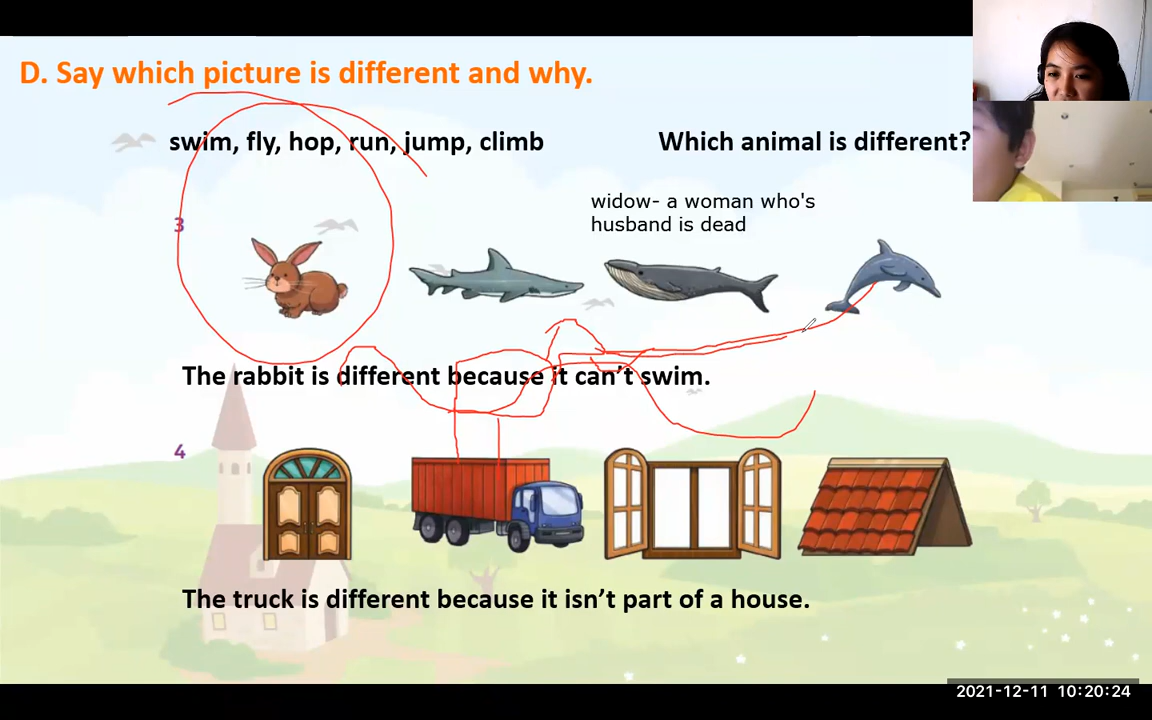 D. Say which picture is different and why.
swim, fly, hop, run, jump, climb
Which animal is different?
widow- a woman who's
husband is dead
3
The rabbit is different because it can't swim.
4
The truck is different because it isn't part of a house.
2021-12-11 10:20:24